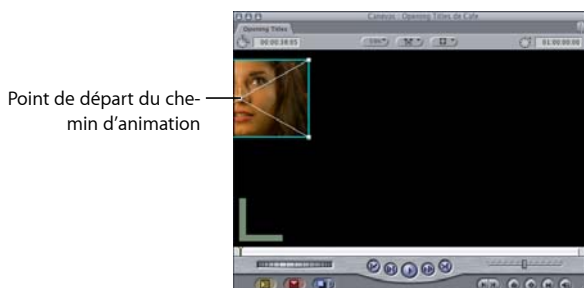 Canevas : Opening Titles de Cafe
Opening Titles
00:00:38:05
01:00:00:00
Point de départ du che-
min d'animation